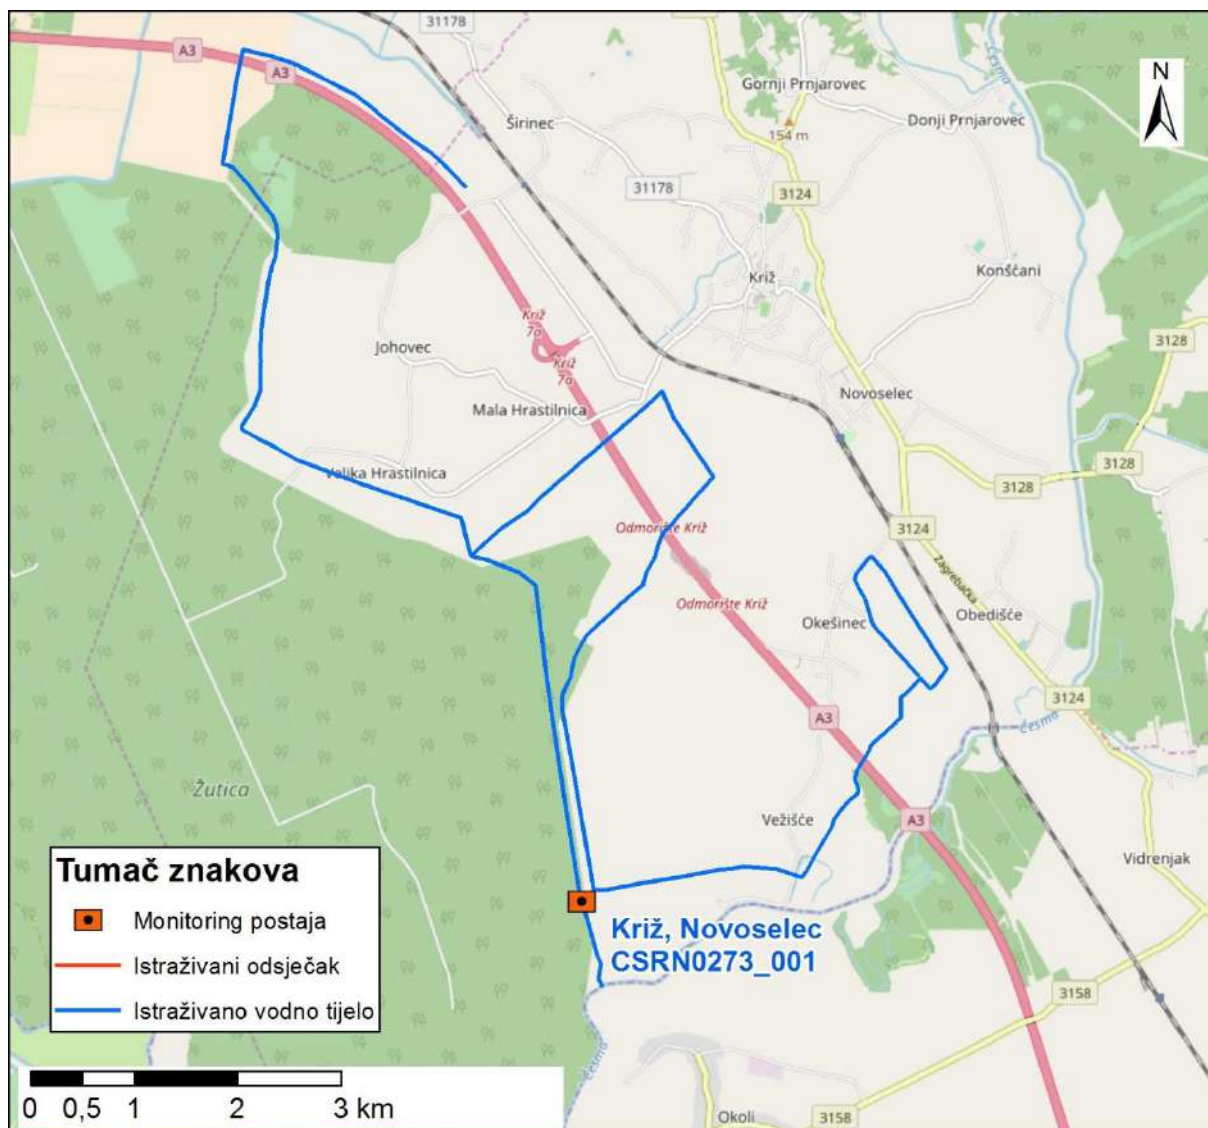 31178
A3
A3
Česma
N
Gornji Prnjarovec
Širinec
Donji Prnjarovec
154 m
31178
3124
Križ
Konšćani
Križ
7a
Križ
7a
3128
Johovec
Novoselec
Mala Hrastilnica
Velika Hrastilnica
3128
3128
Odmorište Križ
3124
Zagrebačka
Odmorište Križ
Okešinec
Obedišće
3124
A3
Česma
Žutica
Vežišće
A3
Vidrenjak
Tumač znakova
Monitoring postaja
Istraživani odsječak
Istraživano vodno tijelo
Križ, Novoselec
CSRN0273_001
3158
Česma
0 0,5 1 2 3 km
Okoli
3158